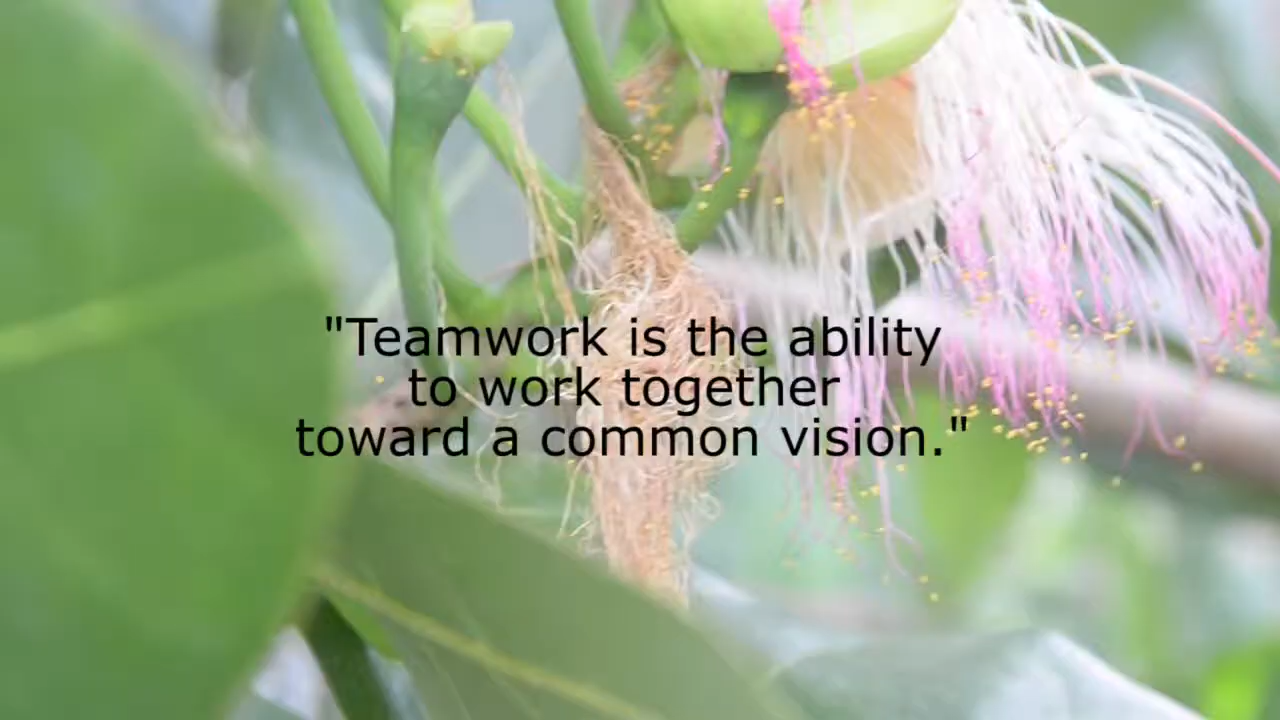 "Teamwork is the ability
to work together
toward a common vision."